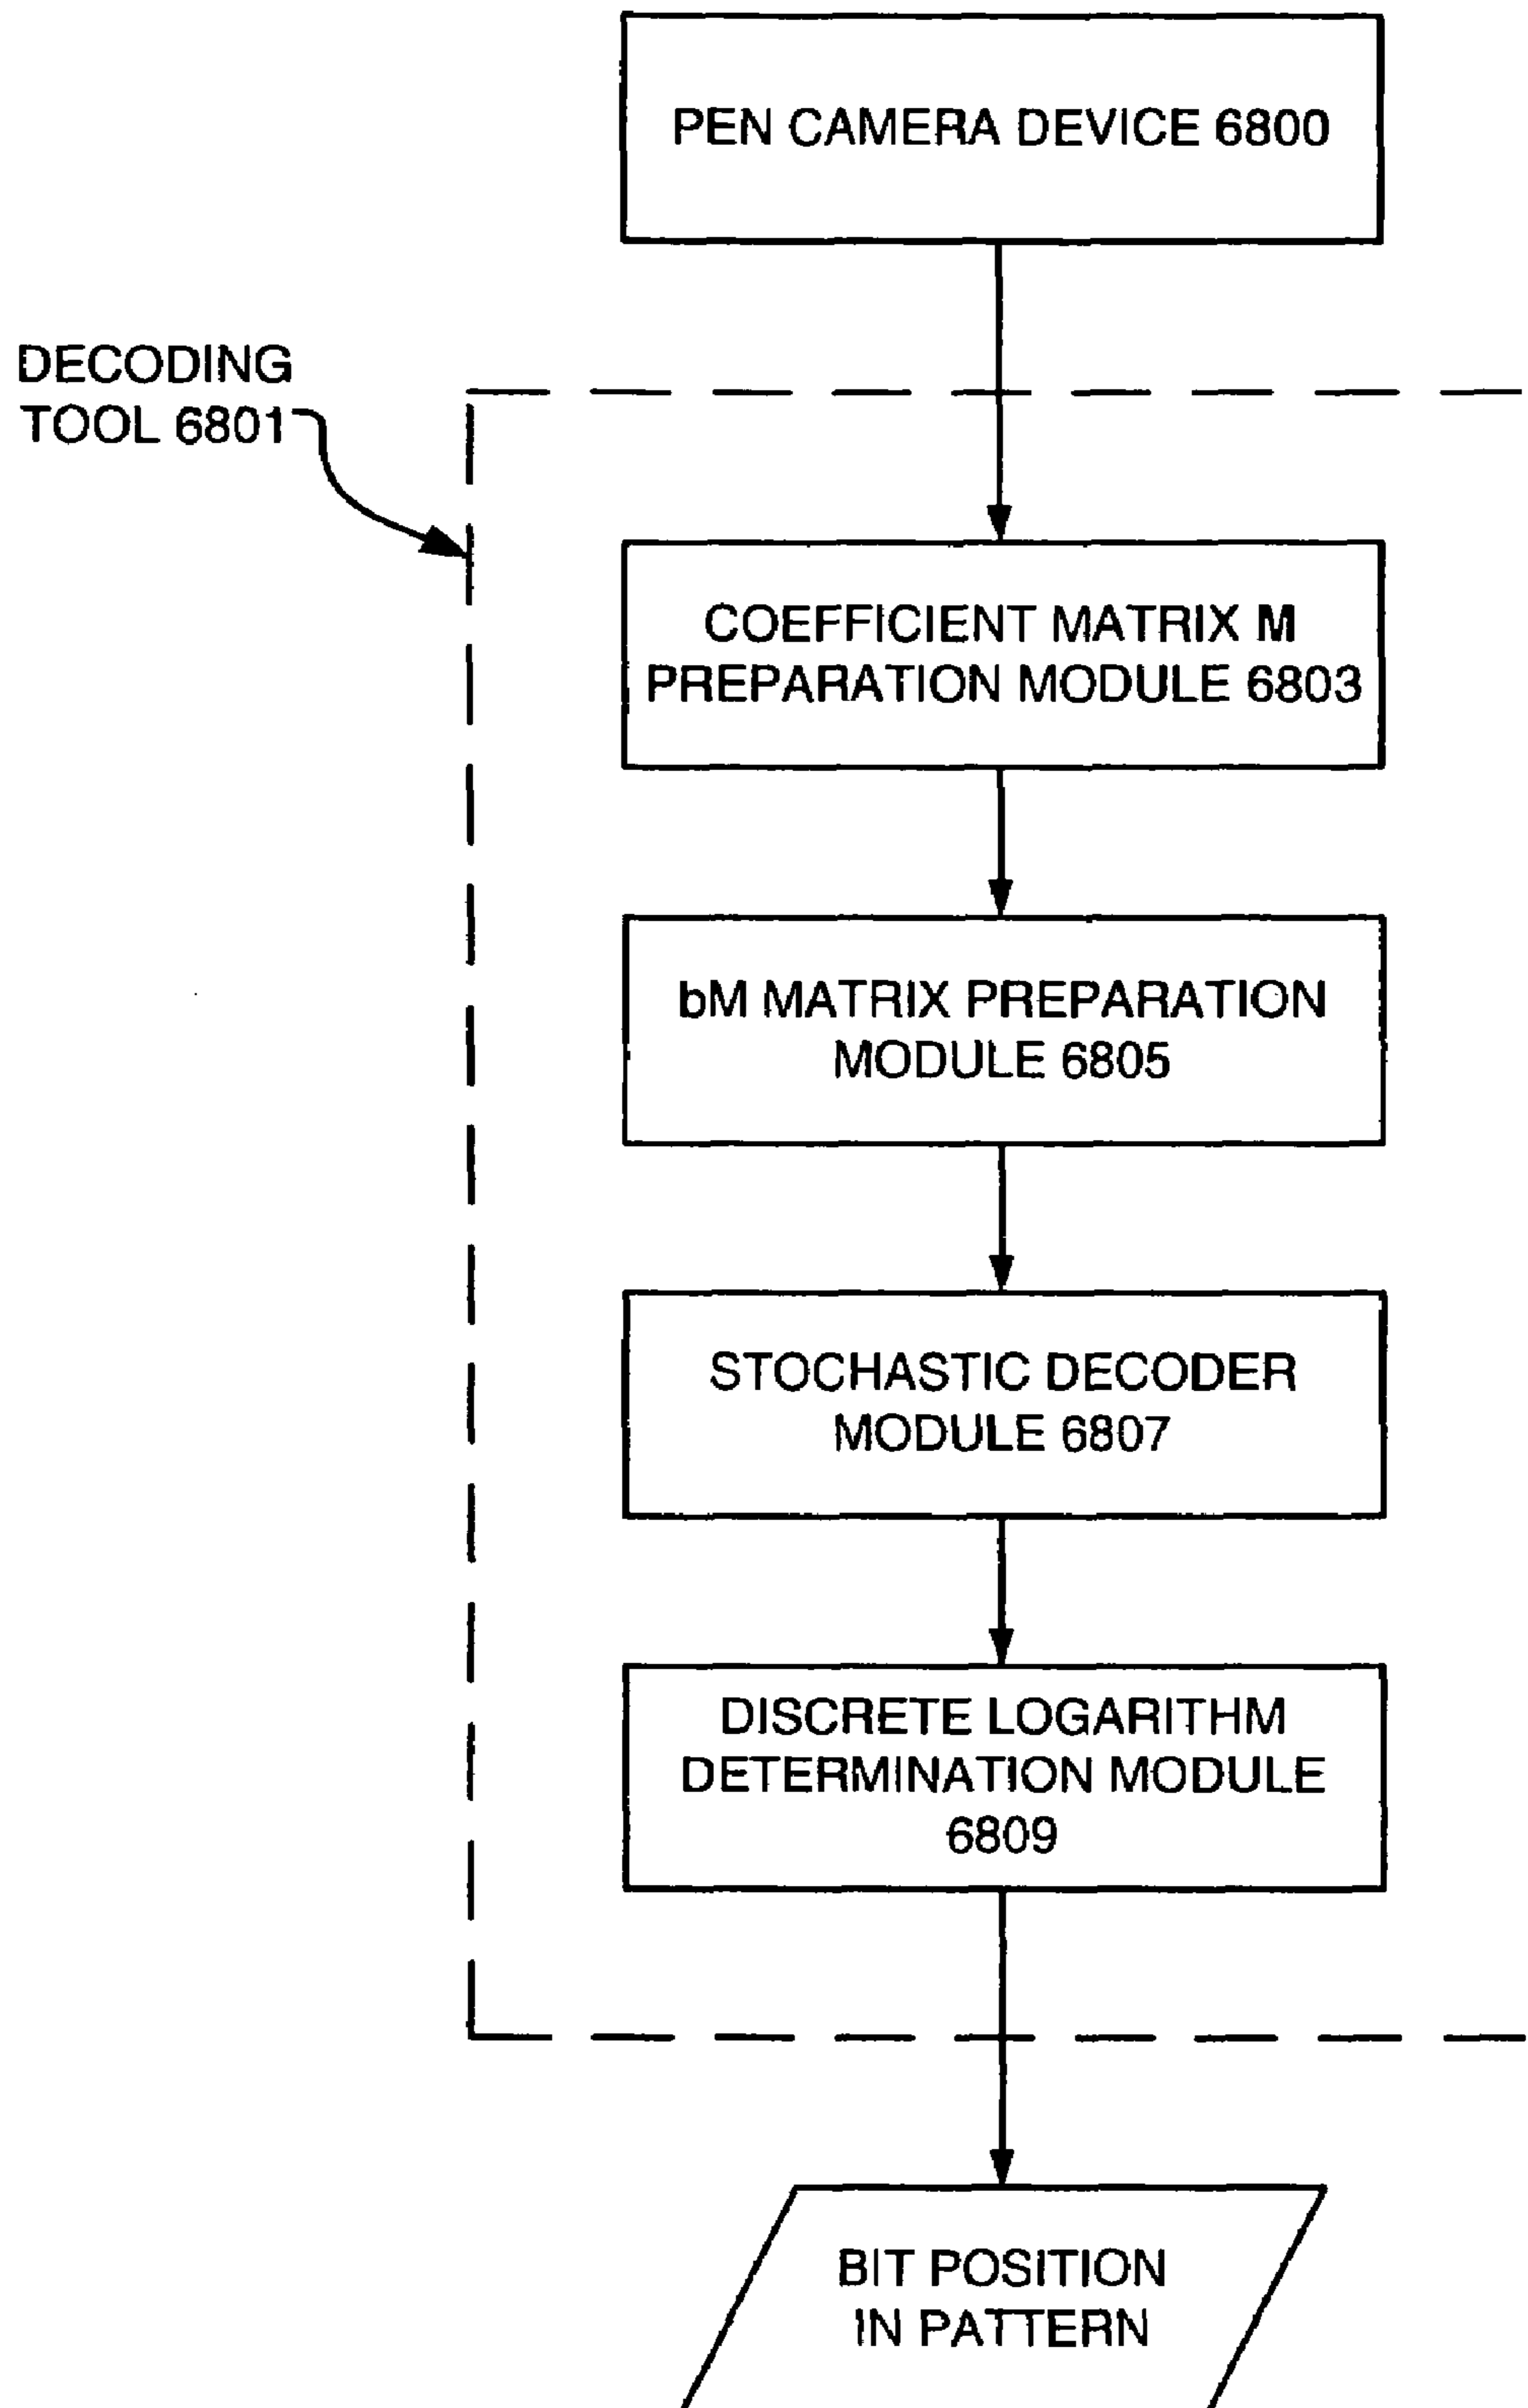 PEN CAMERA DEVICE 6800
DECODING
TOOL 6801
COEFFICIENT MATRIX M
PREPARATION MODULE 6803
bM MATRIX PREPARATION
MODULE 6805
STOCHASTIC DECODER
MODULE 6807
DISCRETE LOGARITHM
DETERMINATION MODULE
6809
BIT POSITION
IN PATTERN